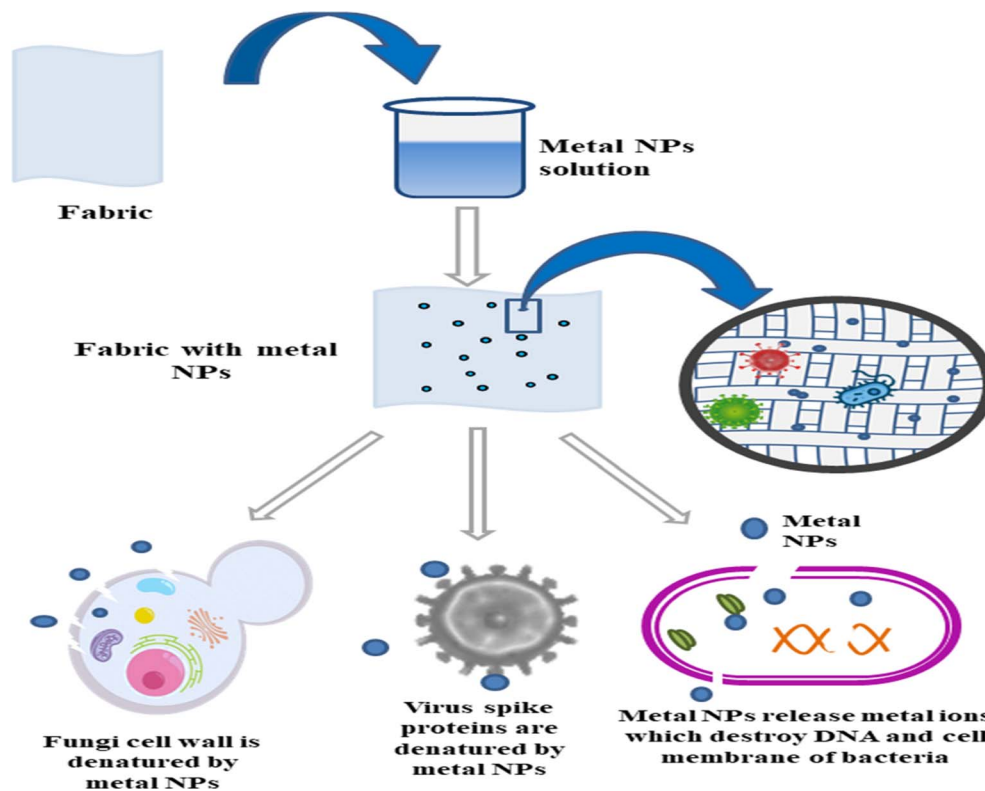 Metal NPs
solution
Fabric
Fabric with metal
NPs
Metal
NPs
Fungi cell wall is
denatured by
metal NPs
Virus spike
proteins are
denatured by
metal NPs
Metal NPs release metal ions
which destroy DNA and cell
membrane of bacteria